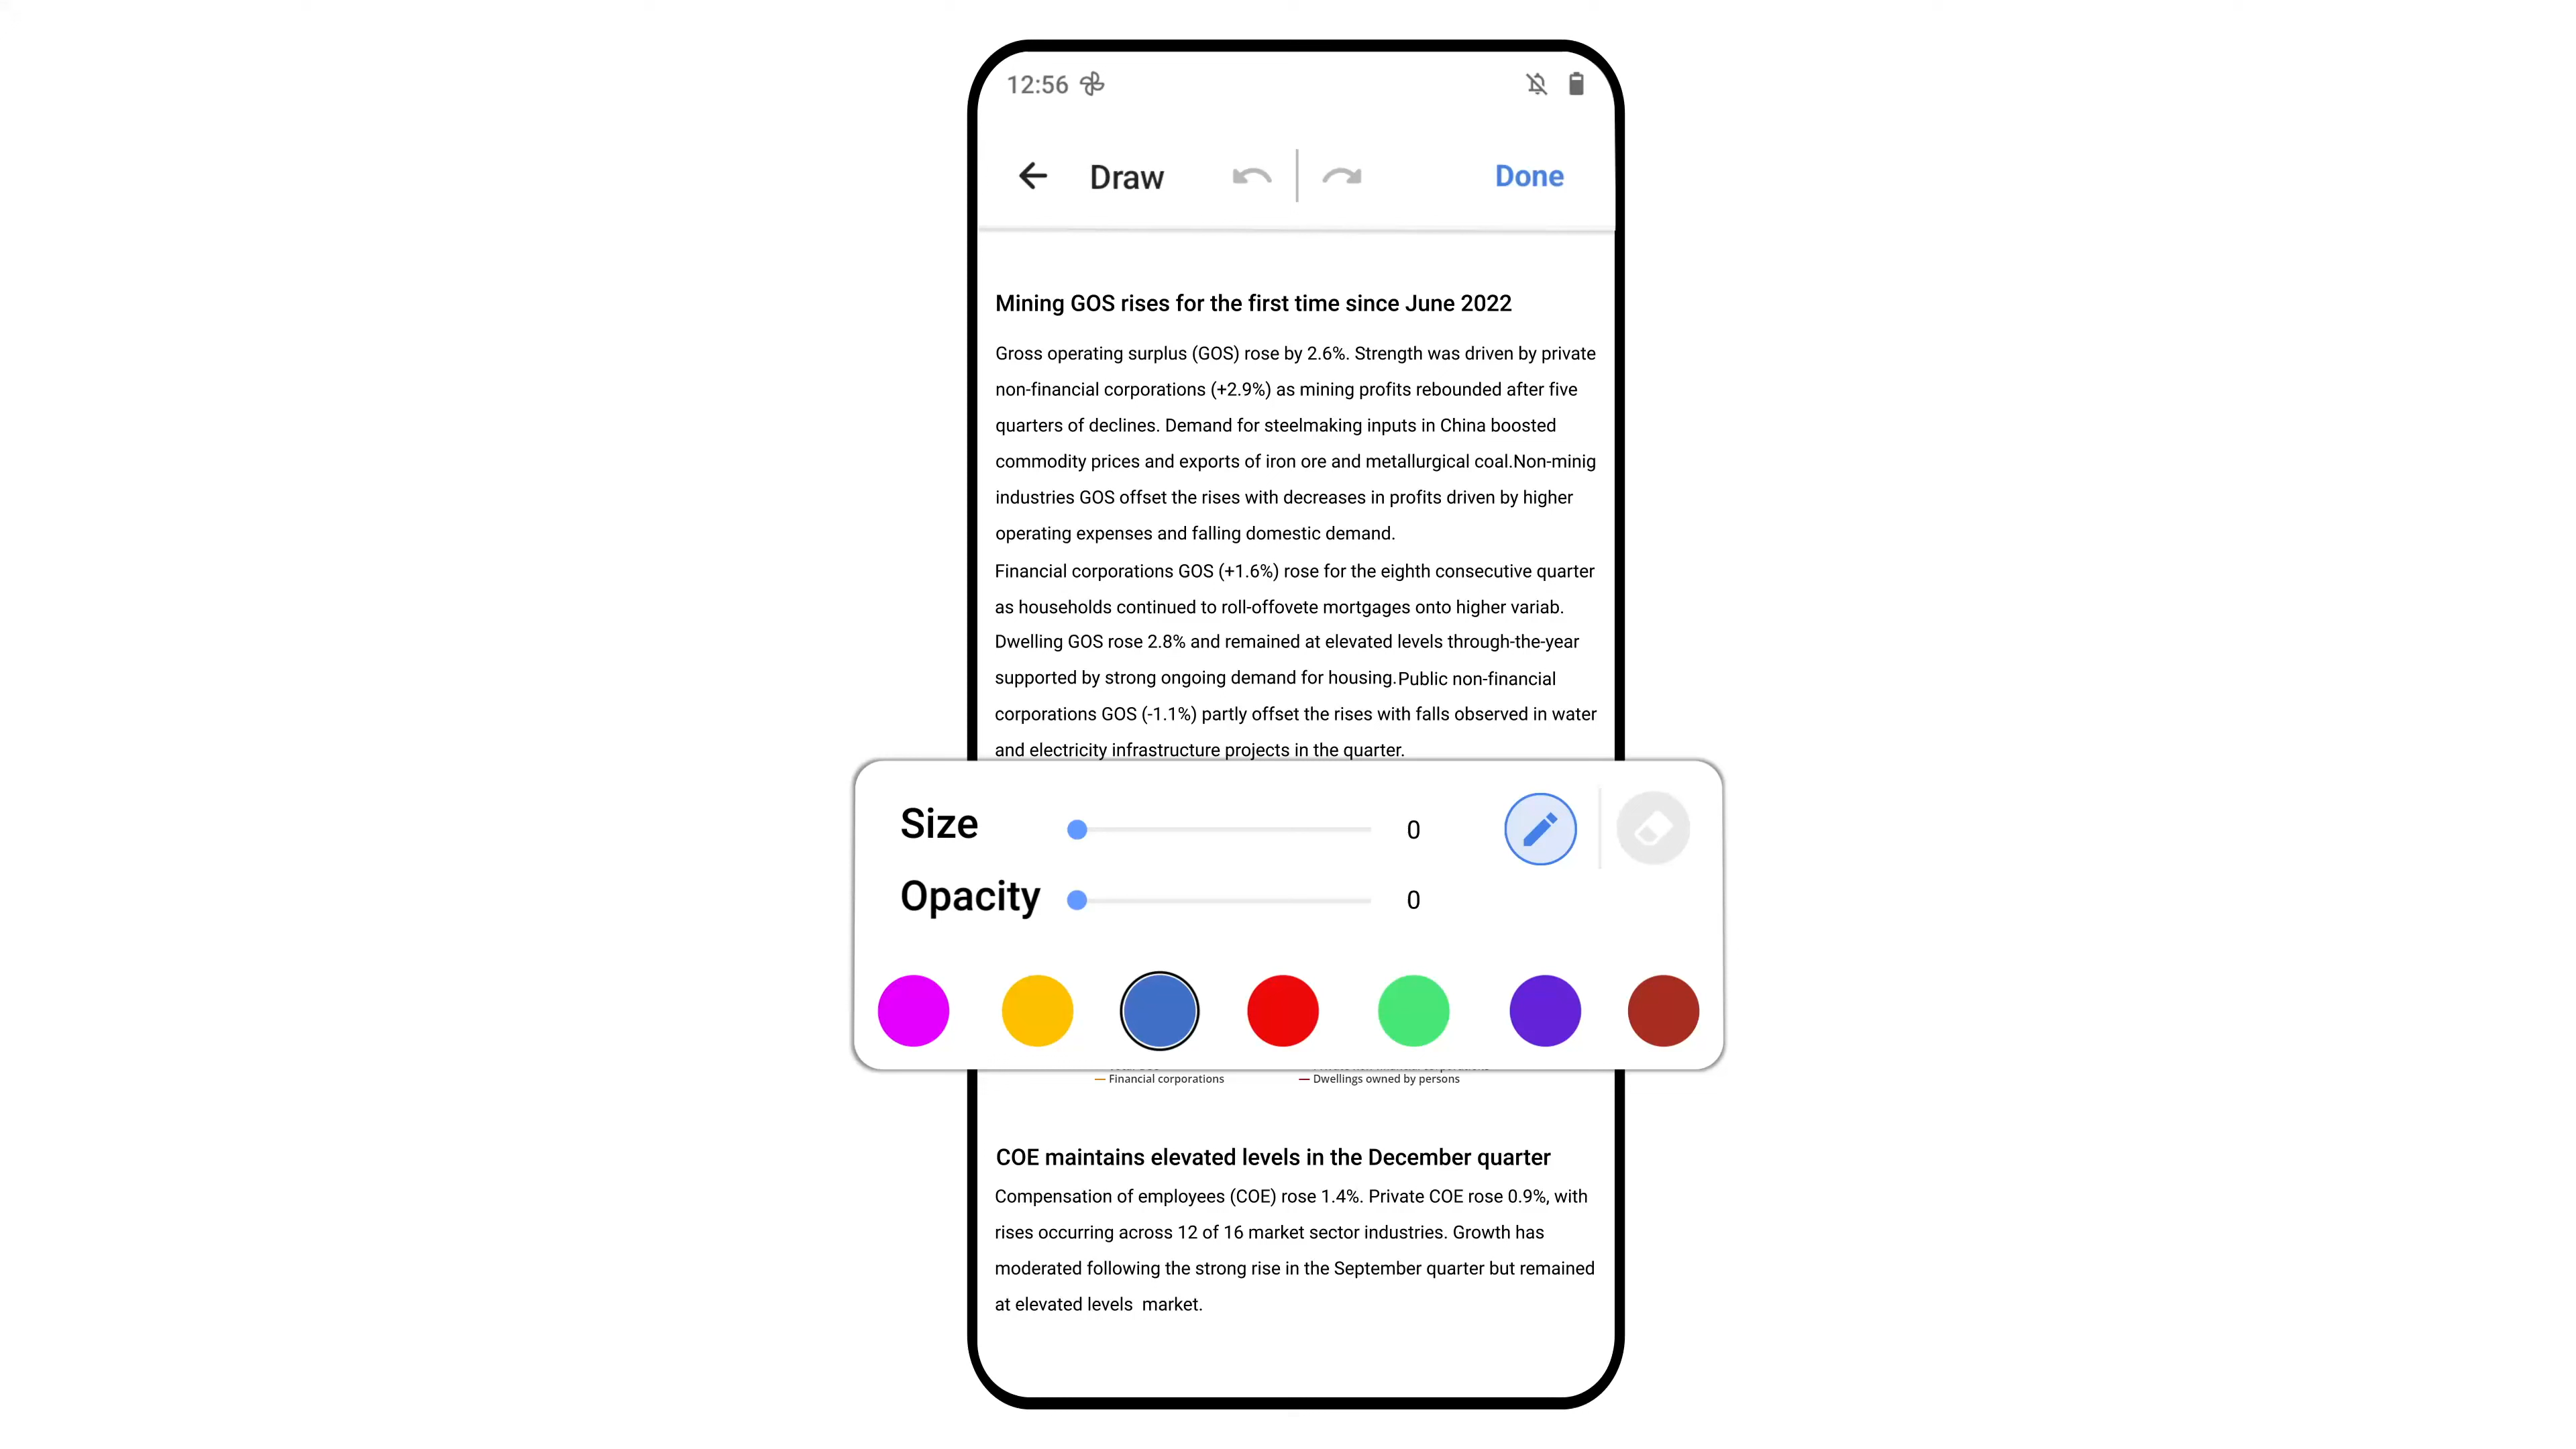 12:56
Draw
Done
Mining GOS rises for the first time since June 2022
Gross operating surplus (GOS) rose by 2.6%. Strength was driven by private
non-financial corporations (+2.9%) as mining profits rebounded after five
quarters of declines. Demand for steelmaking inputs in China boosted
commodity prices and exports of iron ore and metallurgical coal.Non-minig
industries GOS offset the rises with decreases in profits driven by higher
operating expenses and falling domestic demand.
Financial corporations GOS (+1.6%) rose for the eighth consecutive quarter
as households continued to roll-offovete mortgages onto higher variab.
Dwelling GOS rose 2.8% and remained at elevated levels through-the-year
supported by strong ongoing demand for housing.Public non-financial
corporations GOS (-1.1%) partly offset the rises with falls observed in water
and electricity infrastructure projects in the quarter.
Size 0
Opacity 0
Financial corporations Dwellings owned by persons
COE maintains elevated levels in the December quarter
Compensation of employees (COE) rose 1.4%. Private COE rose 0.9%, with
rises occurring across 12 of 16 market sector industries. Growth has
moderated following the strong rise in the September quarter but remained
at elevated levels market.